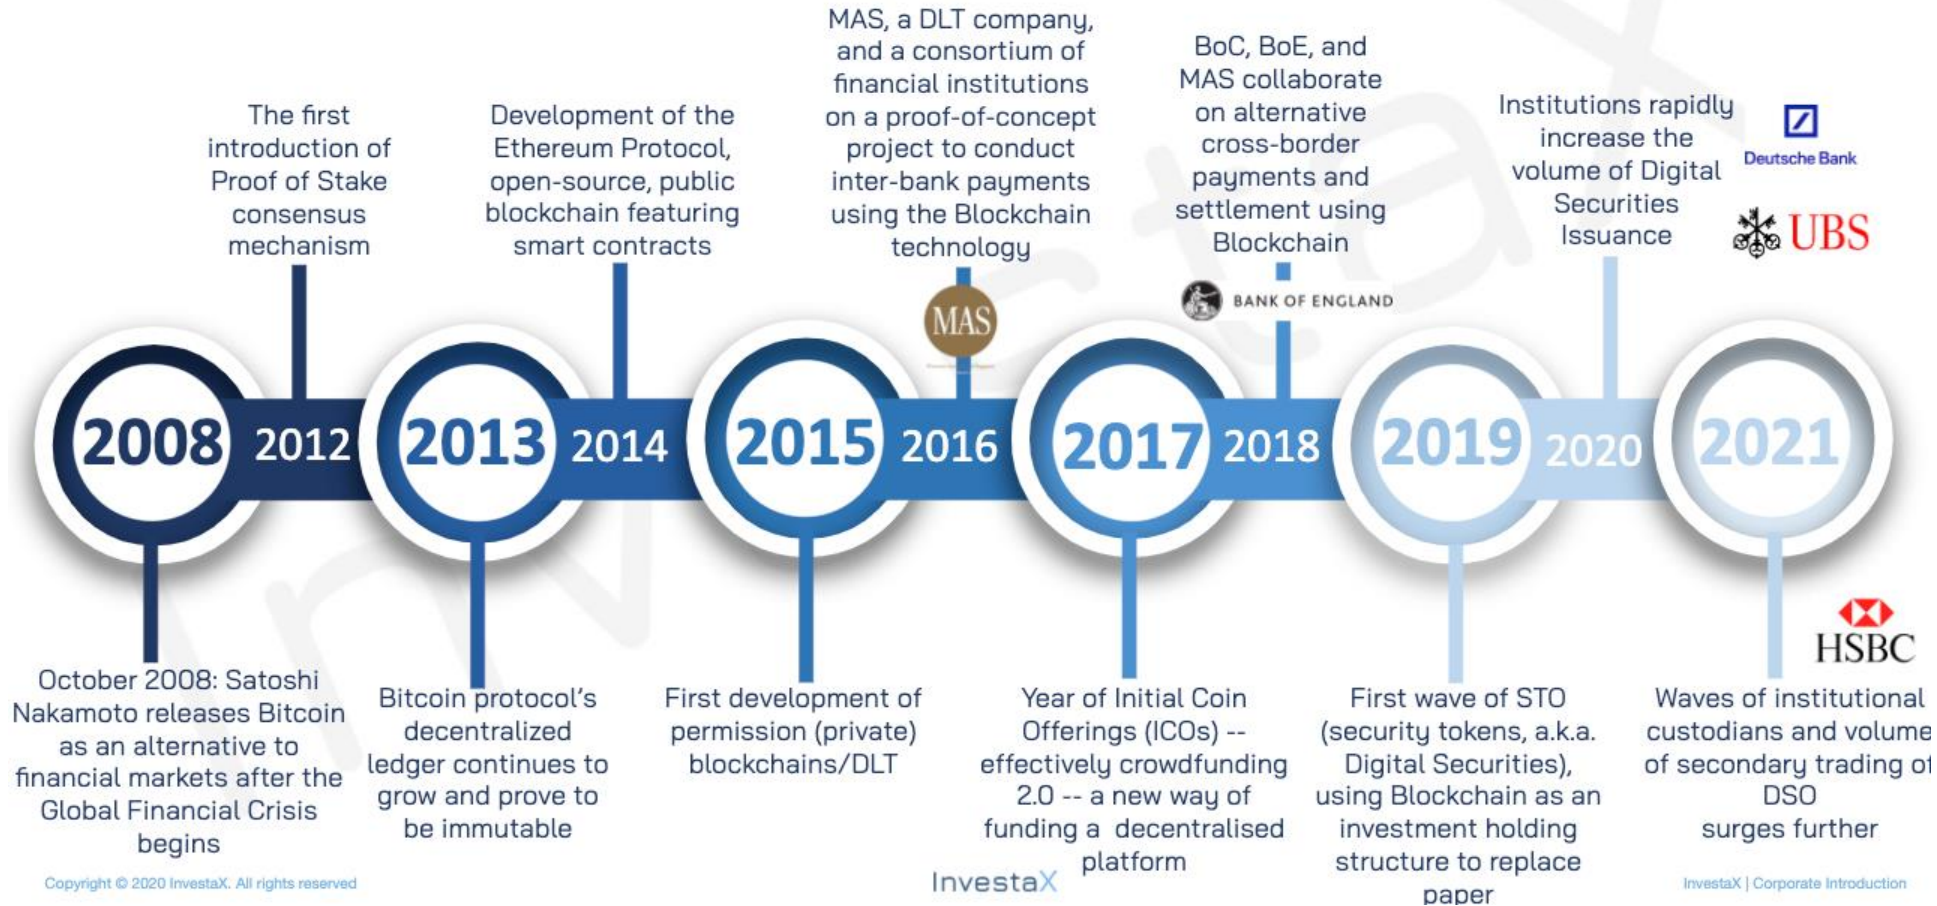 MAS, a DLT company,
and a consortium of
financial institutions
on a proof-of-concept
project to conduct
inter-bank payments
using the Blockchain
technology
BoC, BoE, and
MAS collaborate
on alternative
cross-border
payments and
settlement using
Blockchain
The first
introduction of
Proof of Stake
consensus
mechanism
Development of the
Ethereum Protocol,
open-source, public
blockchain featuring
smart contracts
Institutions rapidly
increase the
volume of Digital
Securities
Issuance
Deutsche Bank
UBS
MAS
BANK OF ENGLAND
2008 2012 2013 2014 2015 2016 2017 2018 2019 2020 2021
HSBC
October 2008: Satoshi
Nakamoto releases Bitcoin
as an alternative to
financial markets after the
Global Financial Crisis
begins
Bitcoin protocol's
decentralized
ledger continues to
grow and prove to
be immutable
First development of
permission (private)
blockchains/DLT
Year of Initial Coin
Offerings (ICOs) --
effectively crowdfunding
2.0 -- a new way of
funding a decentralised
platform
First wave of STO
(security tokens, a.k.a.
Digital Securities),
using Blockchain as an
investment holding
structure to replace
paper
Waves of institutional
custodians and volume
of secondary trading of
DSO
surges further
Copyright © 2020 InvestaX. All rights reserved
InvestaX
InvestaX | Corporate Introduction